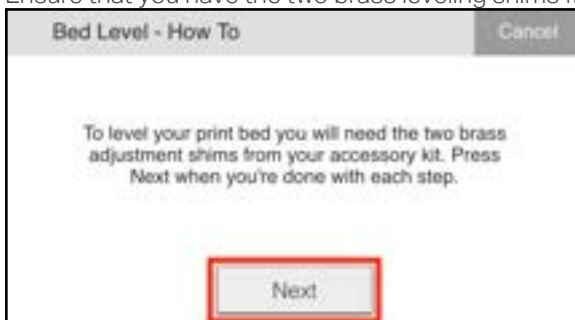 Ensure that you have the two brass leveling shims
Bed Level - How To
Cancel
To level your print bed you will need the two brass
adjustment shims from your accessory kit. Press
Next when you're done with each step.
Next